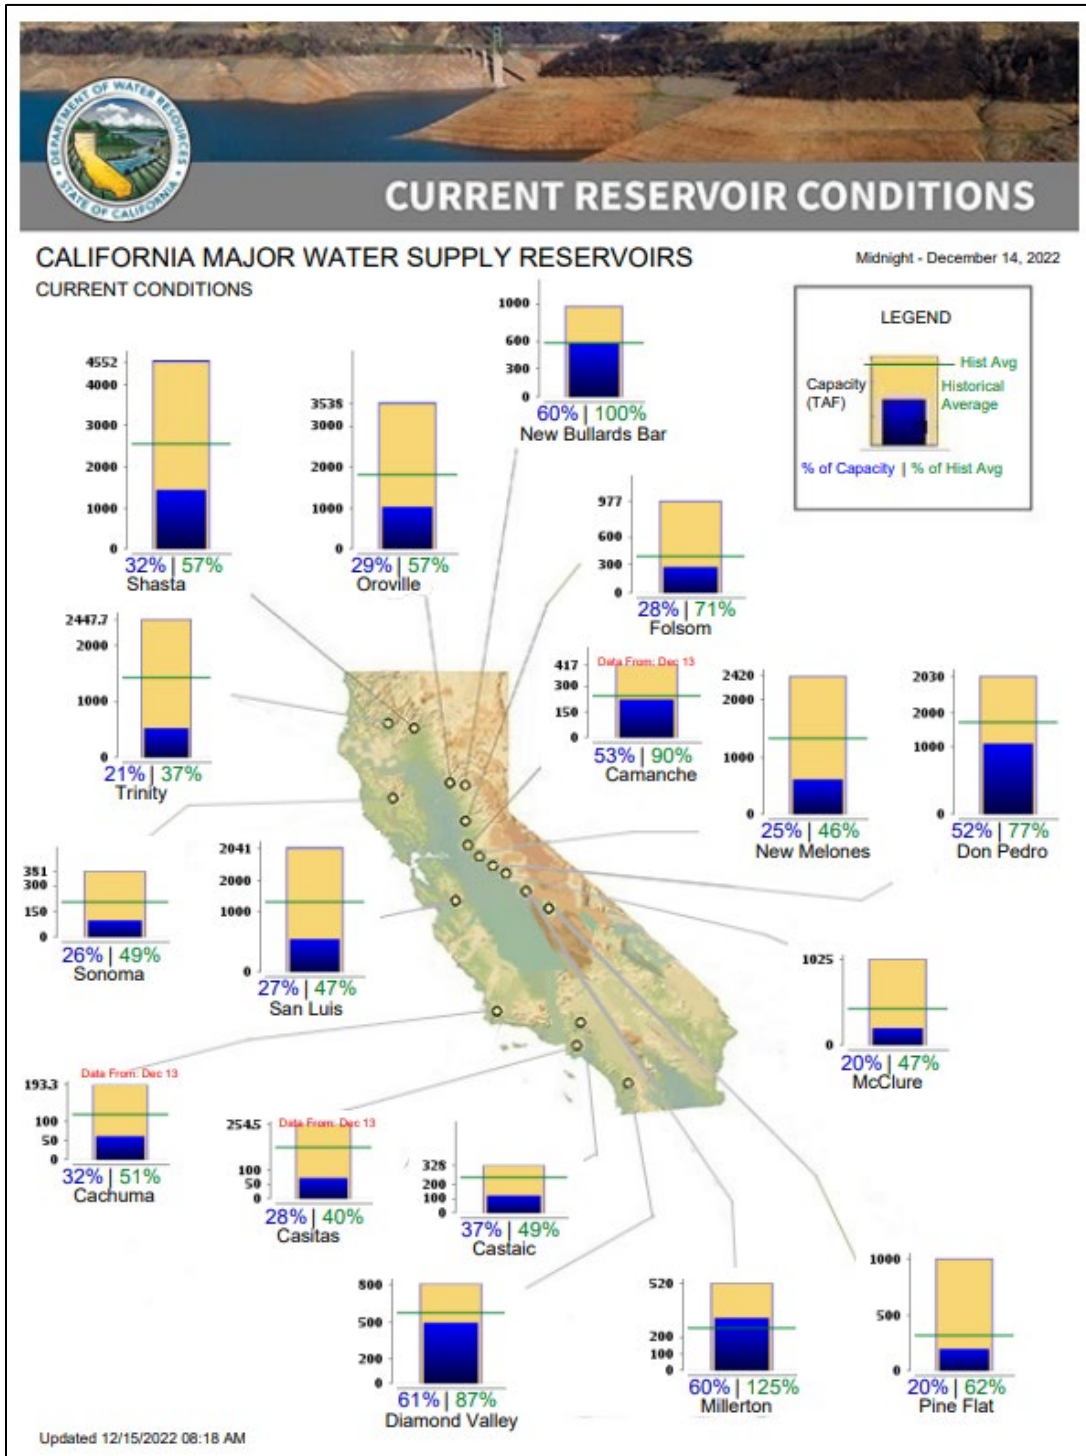 DEPARTMENT OF WATER RESOURCES
STATE OF CALIFORNIA
CURRENT RESERVOIR CONDITIONS
CALIFORNIA MAJOR WATER SUPPLY RESERVOIRS
Midnight - December 14, 2022
CURRENT CONDITIONS
LEGEND
Hist Avg
Capacity
(TAF)
Historical
Average
% of Capacity | % of Hist Avg
1000
600
300
0
60% | 100%
New Bullards Bar
4552
4000
3000
2000
1000
0
32% | 57%
Shasta
3538
2000
1000
0
29% | 57%
Oroville
977
600
300
0
28% | 71%
Folsom
2447.7
2000
1000
0
21% | 37%
Trinity
Data From: Dec 13
417
300
150
0
53% | 90%
Camanche
2420
2000
1000
0
25% | 46%
New Melones
2030
2000
1000
0
52% | 77%
Don Pedro
381
300
150
0
26% | 49%
Sonoma
2041
2000
1000
0
27% | 47%
San Luis
1025
0
20% | 47%
McClure
Data From: Dec 13
193.3
100
50
0
32% | 51%
Cachuma
Data From: Dec 13
254.5
100
50
0
28% | 40%
Casitas
328
200
100
0
37% | 49%
Castaic
800
500
200
0
61% | 87%
Diamond Valley
520
200
100
0
60% | 125%
Millerton
1000
500
0
20% | 62%
Pine Flat
Updated 12/15/2022 08:18 AM